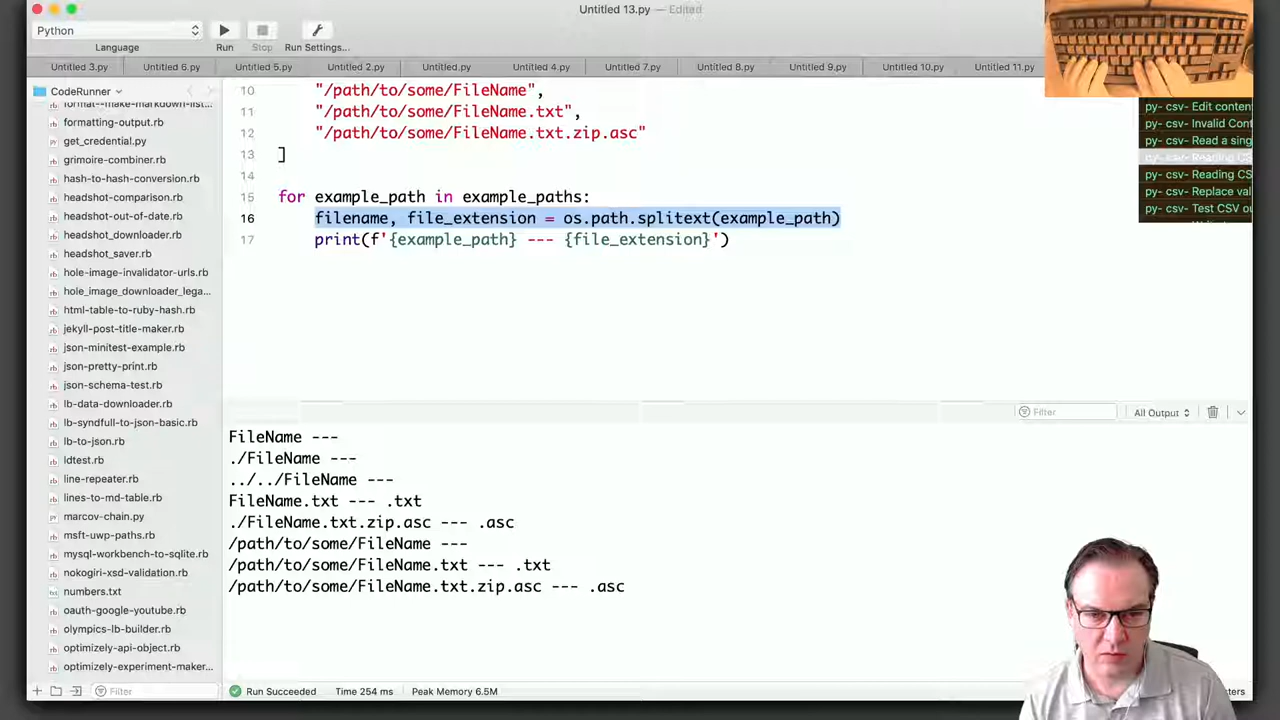 Untitled 13.py — Edited
Python
Language
Run
Stop
Run Settings...
Untitled 3.py
Untitled 6.py
Untitled 5.py
Untitled 2.py
Untitled.py
Untitled 4.py
Untitled 7.py
Untitled 8.py
Untitled 9.py
Untitled 10.py
Untitled 11.py
CodeRunner
format--make-markdown-list...
formatting-output.rb
get_credential.py
grimoire-combiner.rb
hash-to-hash-conversion.rb
headshot-comparison.rb
headshot-out-of-date.rb
headshot_downloader.rb
headshot_saver.rb
hole-image-invalidator-urls.rb
hole_image_downloader_lega...
html-table-to-ruby-hash.rb
jekyll-post-title-maker.rb
json-minitest-example.rb
json-pretty-print.rb
json-schema-test.rb
lb-data-downloader.rb
lb-syndfull-to-json-basic.rb
lb-to-json.rb
ldtest.rb
line-repeater.rb
lines-to-md-table.rb
marcov-chain.py
msft-uwp-paths.rb
mysql-workbench-to-sqlite.rb
nokogiri-xsd-validation.rb
numbers.txt
oauth-google-youtube.rb
olympics-lb-builder.rb
optimizely-api-object.rb
optimizely-experiment-maker...
Filter
10 "/path/to/some/FileName",
11 "/path/to/some/FileName.txt",
12 "/path/to/some/FileName.txt.zip.asc"
13 ]
14
15 for example_path in example_paths:
16 filename, file_extension = os.path.splitext(example_path)
17 print(f'{example_path} --- {file_extension}')
py- csv- Edit conten
py- csv- Invalid Cont
py- csv- Read a sing
py- csv- Reading CS
py- csv- Replace val
py- csv- Test CSV ou
Filter
All Output
FileName ---
./FileName ---
../../FileName ---
FileName.txt --- .txt
./FileName.txt.zip.asc --- .asc
/path/to/some/FileName ---
/path/to/some/FileName.txt --- .txt
/path/to/some/FileName.txt.zip.asc --- .asc
Run Succeeded
Time 254 ms
Peak Memory 6.5M